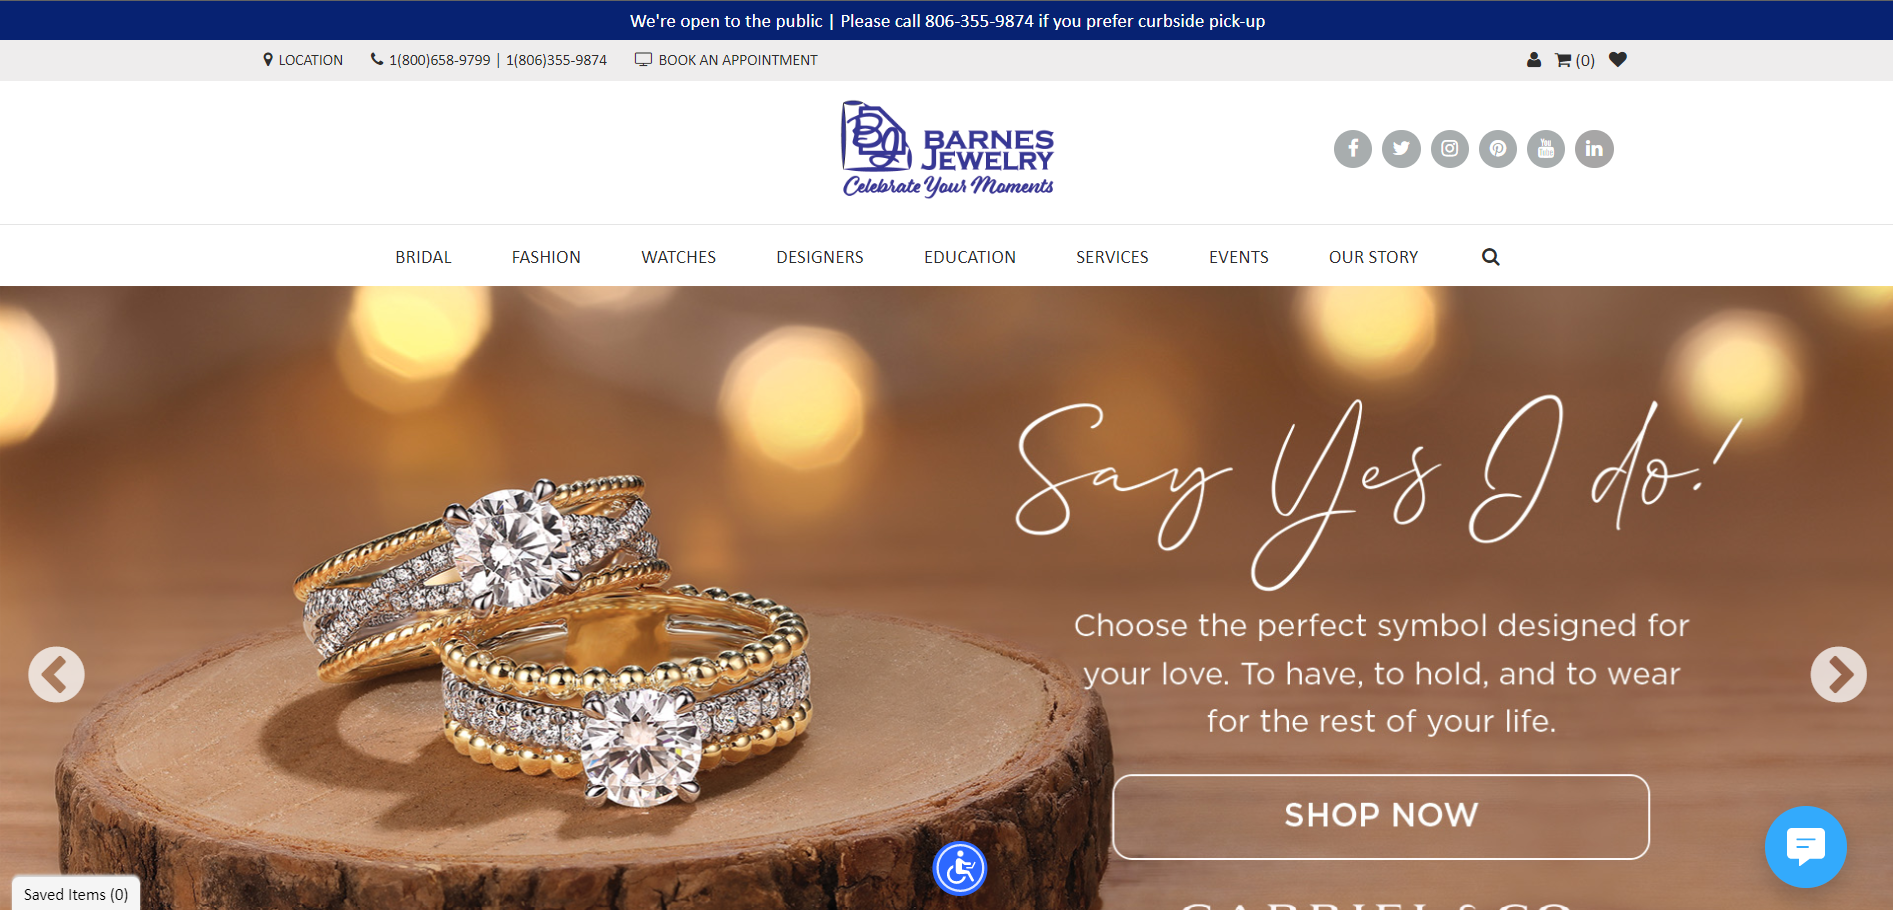 We're open to the public | Please call 806-355-9874 if you prefer curbside pick-up
LOCATION 1(800)658-9799 | 1(806)355-9874 BOOK AN APPOINTMENT (0)
BARNES
JEWELRY
Celebrate Your Moments
BRIDAL FASHION WATCHES DESIGNERS EDUCATION SERVICES EVENTS OUR STORY
Say Yes I do!
Choose the perfect symbol designed for
your love. To have, to hold, and to wear
for the rest of your life.
SHOP NOW
GABRIEL & CO
Saved Items (0)